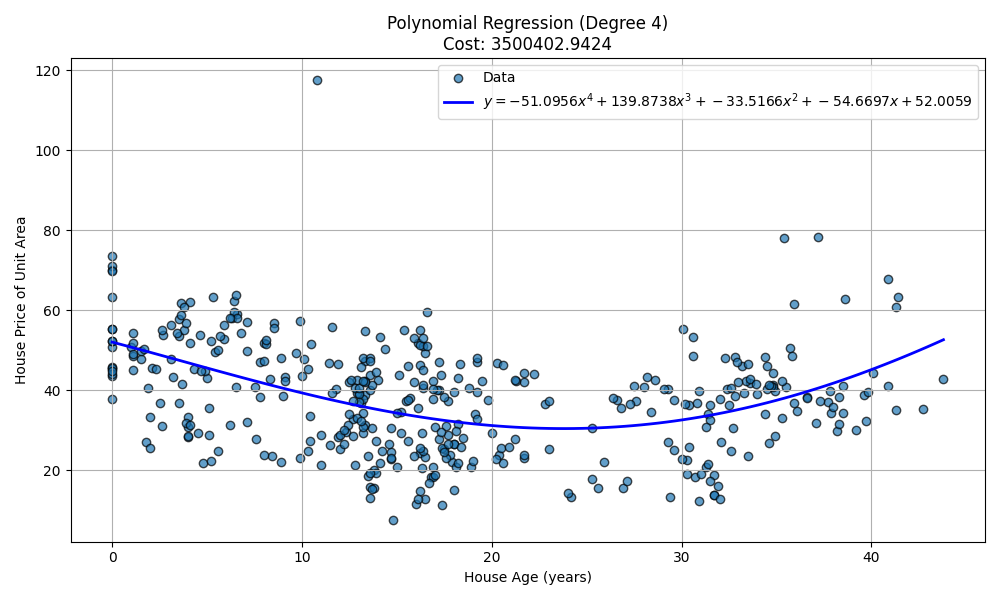 Polynomial Regression (Degree 4)
Cost: 3500402.9424
Data
y = −51.0956x⁴ + 139.8738x³ + −33.5166x² + −54.6697x + 52.0059
120
100
80
60
40
20
House Price of Unit Area
0 10 20 30 40
House Age (years)